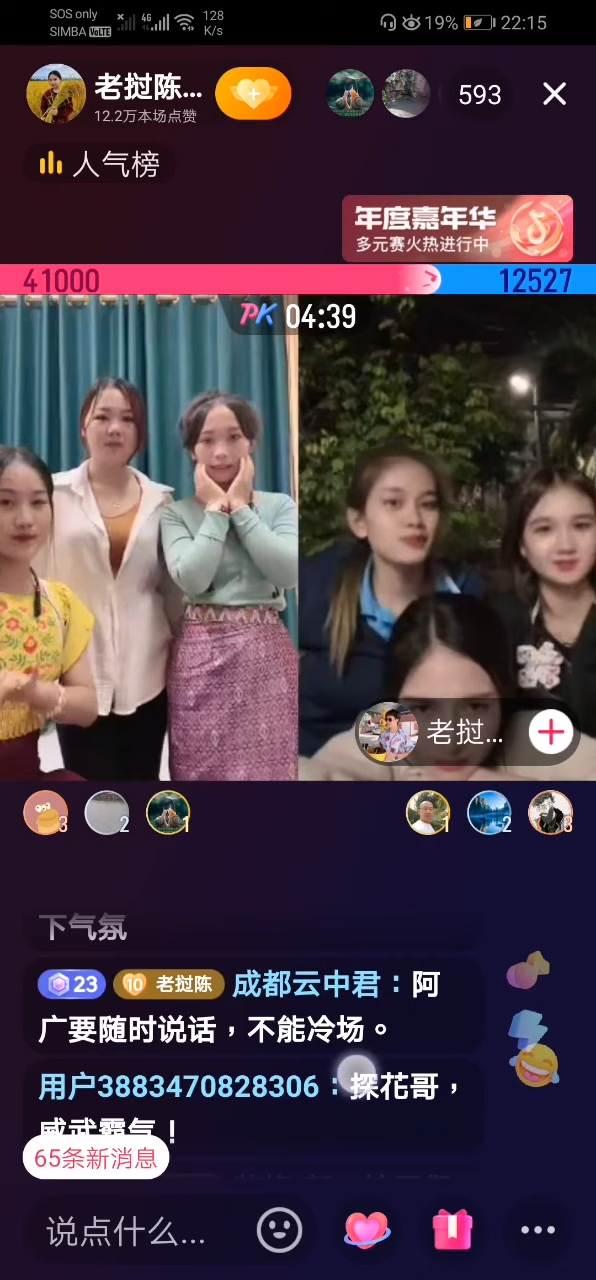 SOS only
SIMBA VoLTE
4G
128
K/s
19%
22:15
老挝陈...
12.2万本场点赞
593
人气榜
年度嘉年华
多元赛火热进行中
41000
12527
PK 04:39
老挝...
3
2
1
1
2
3
下气氛
23 10 老挝陈 成都云中君：阿
广要随时说话，不能冷场。
用户3883470828306：探花哥，
威武霸气！
65条新消息
说点什么...